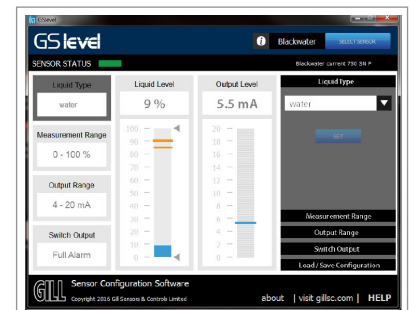 GSlevel
GSlevel
i
Blackwater
SELECT SENSOR
SENSOR STATUS
Blackwater current 790 SN P
Liquid Type
water
Measurement Range
0 - 100 %
Output Range
4 - 20 mA
Switch Output
Full Alarm
Liquid Level
9 %
100
90
80
70
60
50
40
30
20
10
0
Output Level
5.5 mA
20
18
16
14
12
10
8
6
4
2
0
Liquid Type
water
SET
Measurement Range
Output Range
Switch Output
Load / Save Configuration
GILL
Sensor Configuration Software
Copyright 2016 Gill Sensors & Controls Limited
about | visit gillsc.com | HELP